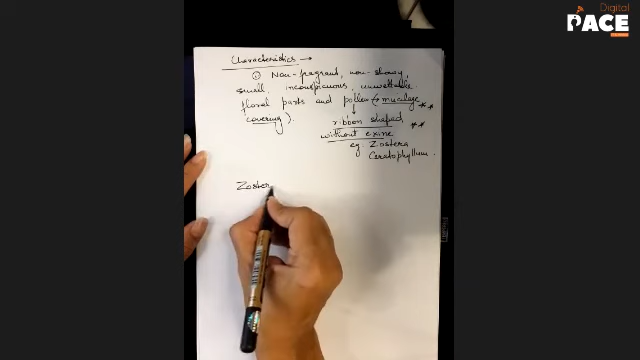 Digital
PACE
Characteristics →
① Non-fragrant, non-showy,
small inconspicuous, unwettable
floral parts and pollen (→ mucilage **
covering).
ribbon shaped **
without exine
eg. Zostera
Ceratophyllum.
Zoster